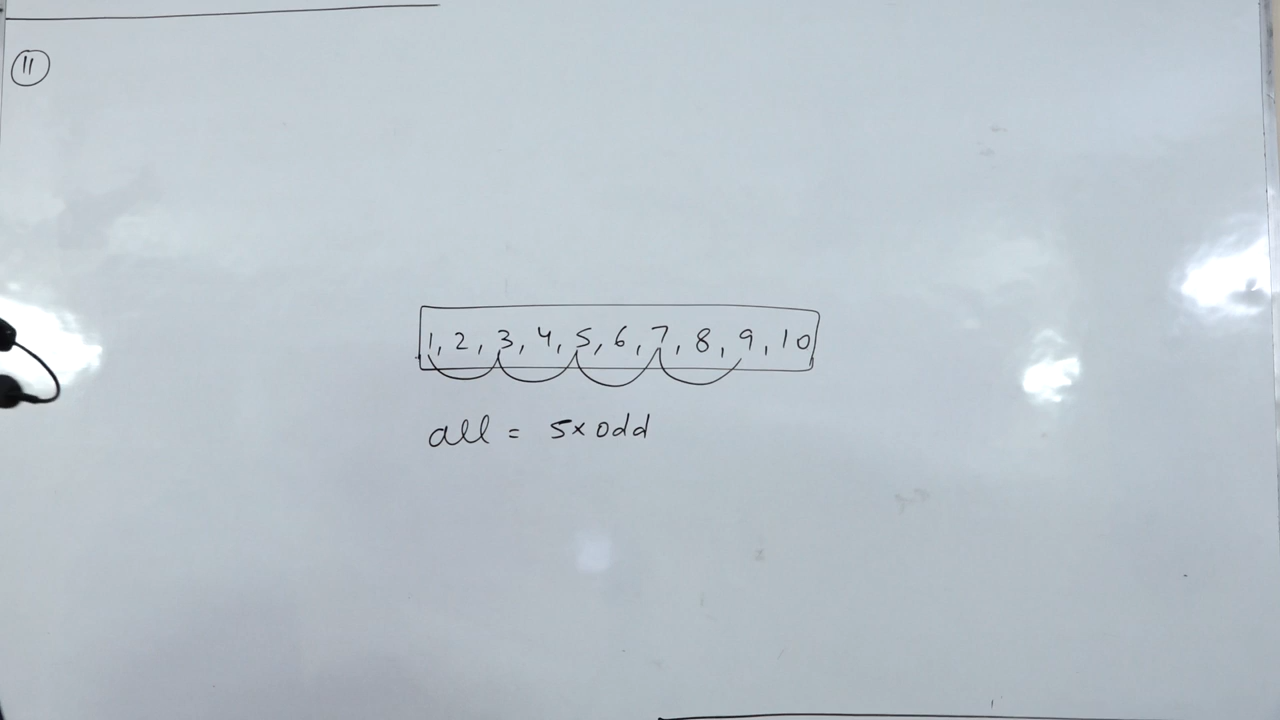 11
1, 2, 3, 4, 5, 6, 7, 8, 9, 10
all = 5×odd